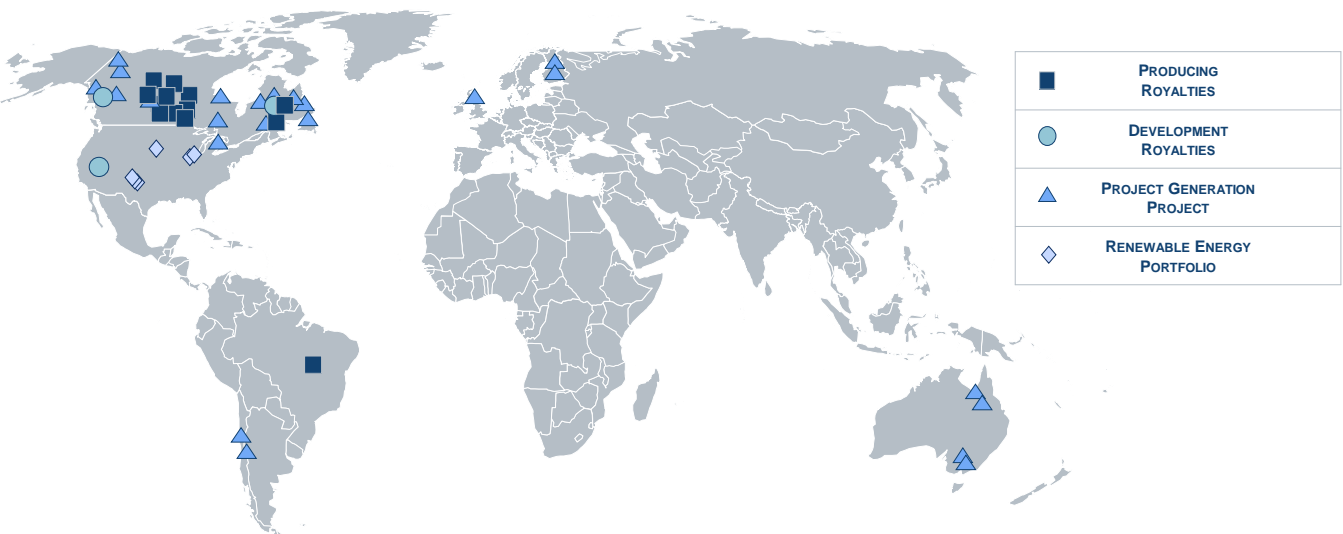 PRODUCING
ROYALTIES
DEVELOPMENT
ROYALTIES
PROJECT GENERATION
PROJECT
RENEWABLE ENERGY
PORTFOLIO